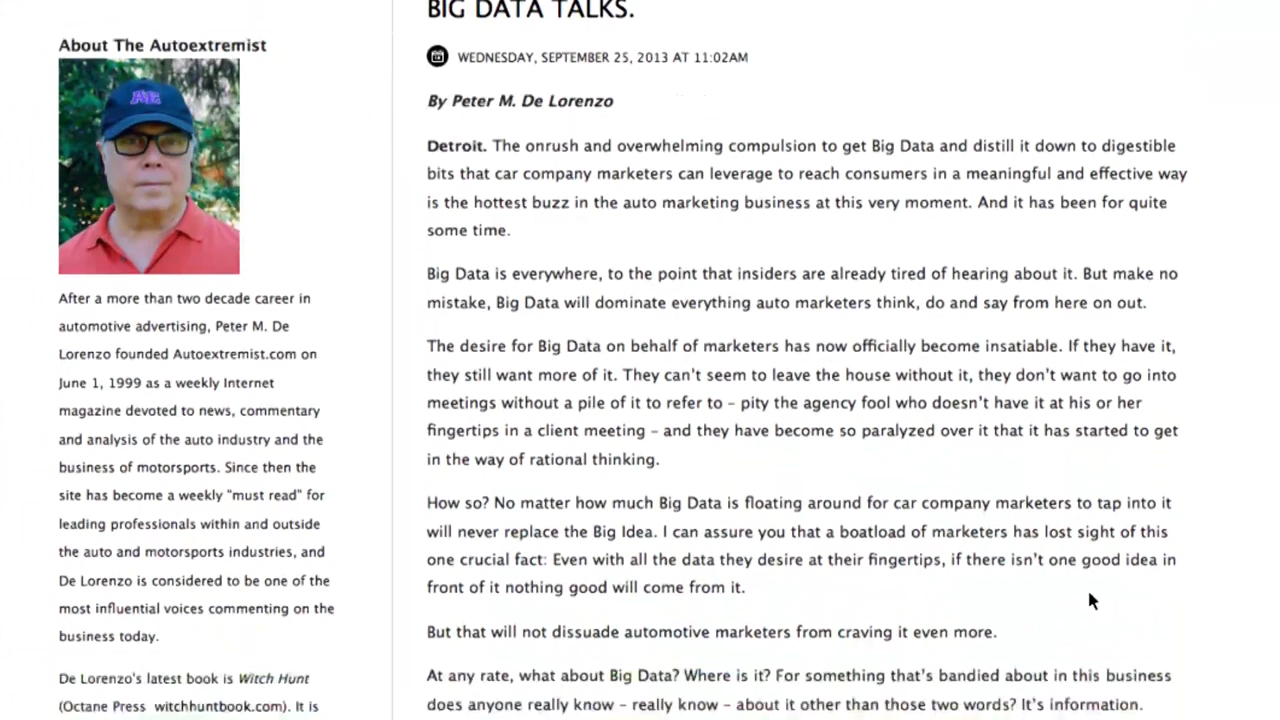 About The Autoextremist
AE
After a more than two decade career in
automotive advertising, Peter M. De
Lorenzo founded Autoextremist.com on
June 1, 1999 as a weekly Internet
magazine devoted to news, commentary
and analysis of the auto industry and the
business of motorsports. Since then the
site has become a weekly "must read" for
leading professionals within and outside
the auto and motorsports industries, and
De Lorenzo is considered to be one of the
most influential voices commenting on the
business today.
De Lorenzo's latest book is Witch Hunt
(Octane Press witchhuntbook.com). It is
BIG DATA TALKS.
WEDNESDAY, SEPTEMBER 25, 2013 AT 11:02AM
By Peter M. De Lorenzo
Detroit. The onrush and overwhelming compulsion to get Big Data and distill it down to digestible
bits that car company marketers can leverage to reach consumers in a meaningful and effective way
is the hottest buzz in the auto marketing business at this very moment. And it has been for quite
some time.
Big Data is everywhere, to the point that insiders are already tired of hearing about it. But make no
mistake, Big Data will dominate everything auto marketers think, do and say from here on out.
The desire for Big Data on behalf of marketers has now officially become insatiable. If they have it,
they still want more of it. They can't seem to leave the house without it, they don't want to go into
meetings without a pile of it to refer to – pity the agency fool who doesn't have it at his or her
fingertips in a client meeting – and they have become so paralyzed over it that it has started to get
in the way of rational thinking.
How so? No matter how much Big Data is floating around for car company marketers to tap into it
will never replace the Big Idea. I can assure you that a boatload of marketers has lost sight of this
one crucial fact: Even with all the data they desire at their fingertips, if there isn't one good idea in
front of it nothing good will come from it.
But that will not dissuade automotive marketers from craving it even more.
At any rate, what about Big Data? Where is it? For something that's bandied about in this business
does anyone really know – really know – about it other than those two words? It's information.